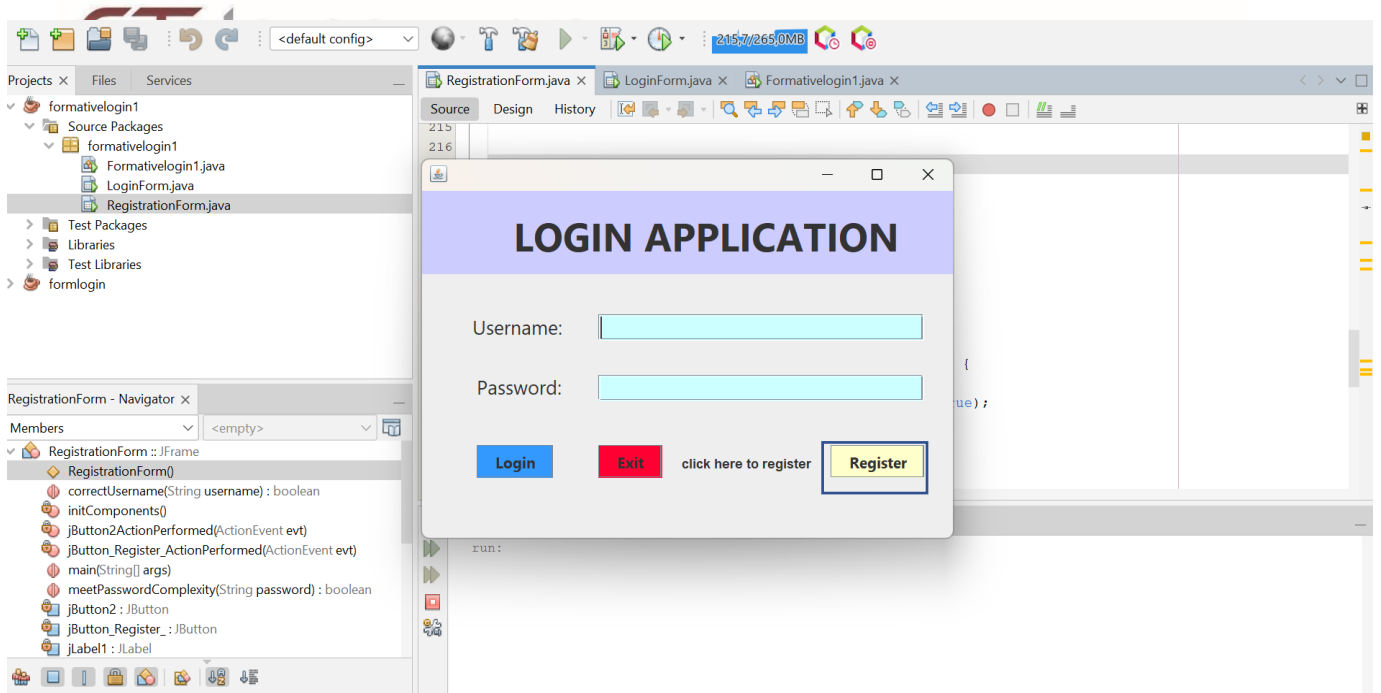 <default config>
215,7/265,0MB
Projects
Files
Services
RegistrationForm.java
LoginForm.java
Formativelogin1.java
Source
Design
History
formativelogin1
Source Packages
formativelogin1
Formativelogin1.java
LoginForm.java
RegistrationForm.java
Test Packages
Libraries
Test Libraries
formlogin
215
216
LOGIN APPLICATION
Username:
Password:
Login
Exit
click here to register
Register
{
ue);
RegistrationForm - Navigator
Members
<empty>
RegistrationForm :: JFrame
RegistrationForm()
correctUsername(String username) : boolean
initComponents()
jButton2ActionPerformed(ActionEvent evt)
jButton_Register_ActionPerformed(ActionEvent evt)
main(String[] args)
meetPasswordComplexity(String password) : boolean
jButton2 : JButton
jButton_Register_ : JButton
jLabel1 : JLabel
run: